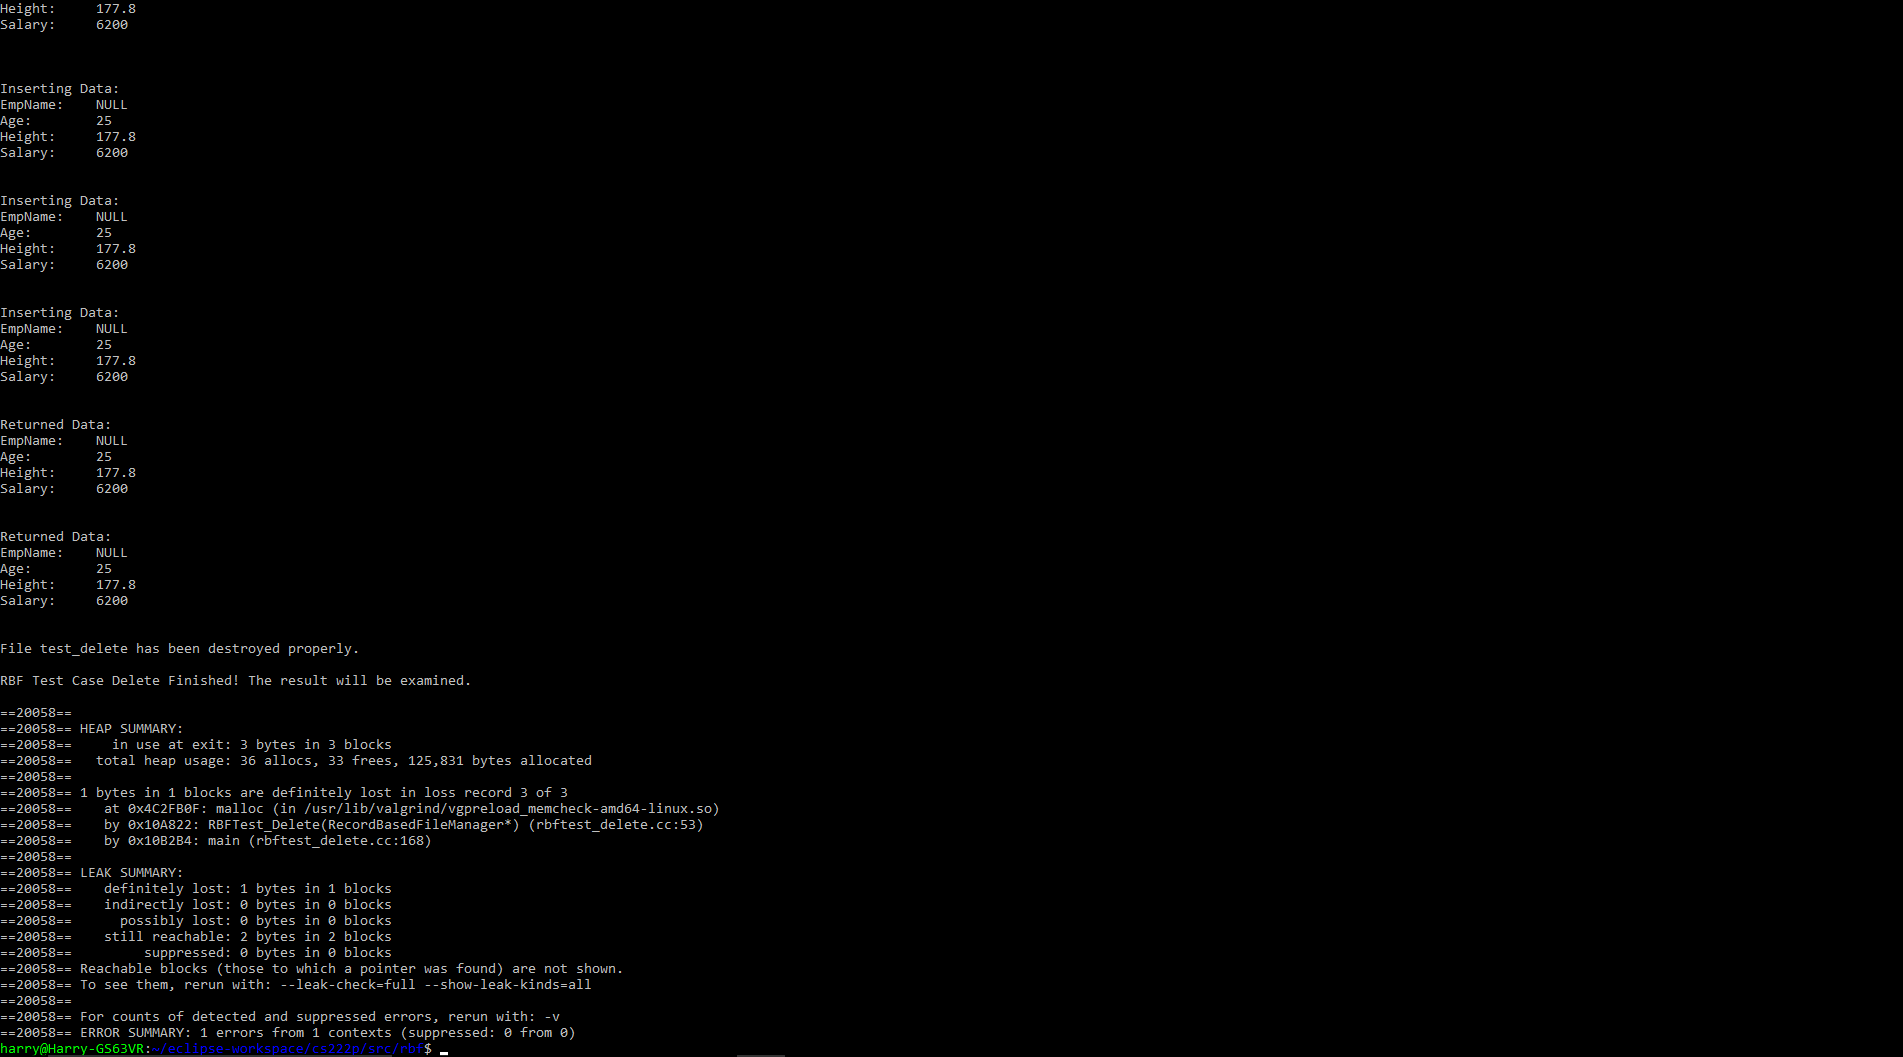 Height:     177.8
Salary:     6200
Inserting Data:
EmpName:    NULL
Age:        25
Height:     177.8
Salary:     6200
Inserting Data:
EmpName:    NULL
Age:        25
Height:     177.8
Salary:     6200
Inserting Data:
EmpName:    NULL
Age:        25
Height:     177.8
Salary:     6200
Returned Data:
EmpName:    NULL
Age:        25
Height:     177.8
Salary:     6200
Returned Data:
EmpName:    NULL
Age:        25
Height:     177.8
Salary:     6200
File test_delete has been destroyed properly.
RBF Test Case Delete Finished! The result will be examined.
==20058==
==20058== HEAP SUMMARY:
==20058==     in use at exit: 3 bytes in 3 blocks
==20058==   total heap usage: 36 allocs, 33 frees, 125,831 bytes allocated
==20058==
==20058== 1 bytes in 1 blocks are definitely lost in loss record 3 of 3
==20058==    at 0x4C2FB0F: malloc (in /usr/lib/valgrind/vgpreload_memcheck-amd64-linux.so)
==20058==    by 0x10A822: RBFTest_Delete(RecordBasedFileManager*) (rbftest_delete.cc:53)
==20058==    by 0x10B2B4: main (rbftest_delete.cc:168)
==20058==
==20058== LEAK SUMMARY:
==20058==    definitely lost: 1 bytes in 1 blocks
==20058==    indirectly lost: 0 bytes in 0 blocks
==20058==      possibly lost: 0 bytes in 0 blocks
==20058==    still reachable: 2 bytes in 2 blocks
==20058==         suppressed: 0 bytes in 0 blocks
==20058== Reachable blocks (those to which a pointer was found) are not shown.
==20058== To see them, rerun with: --leak-check=full --show-leak-kinds=all
==20058==
==20058== For counts of detected and suppressed errors, rerun with: -v
==20058== ERROR SUMMARY: 1 errors from 1 contexts (suppressed: 0 from 0)
harry@Harry-GS63VR:~/eclipse-workspace/cs222p/src/rbf$